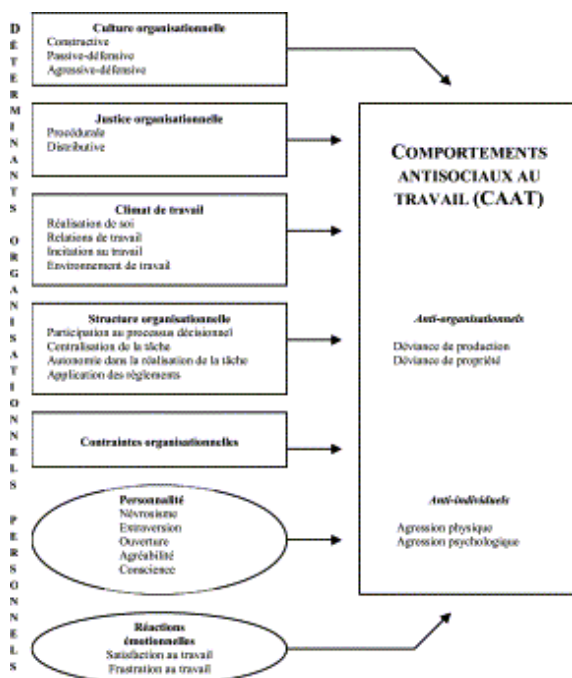 DÉTERMINANTS ORGANISATIONNELS PERSONNELS
Culture organisationnelle
Constructive
Passive-défensive
Agressive-défensive
Justice organisationnelle
Procédurale
Distributive
Climat de travail
Réalisation de soi
Relations de travail
Incitation au travail
Environnement de travail
Structure organisationnelle
Participation au processus décisionnel
Centralisation de la tâche
Autonomie dans la réalisation de la tâche
Application des règlements
Contraintes organisationnelles
Personnalité
Névrosisme
Extraversion
Ouverture
Agréabilité
Conscience
Réactions
émotionnelles
Satisfaction au travail
Frustration au travail
COMPORTEMENTS
ANTISOCIAUX AU
TRAVAIL (CAAT)
Anti-organisationnels
Déviance de production
Déviance de propriété
Anti-individuels
Agression physique
Agression psychologique